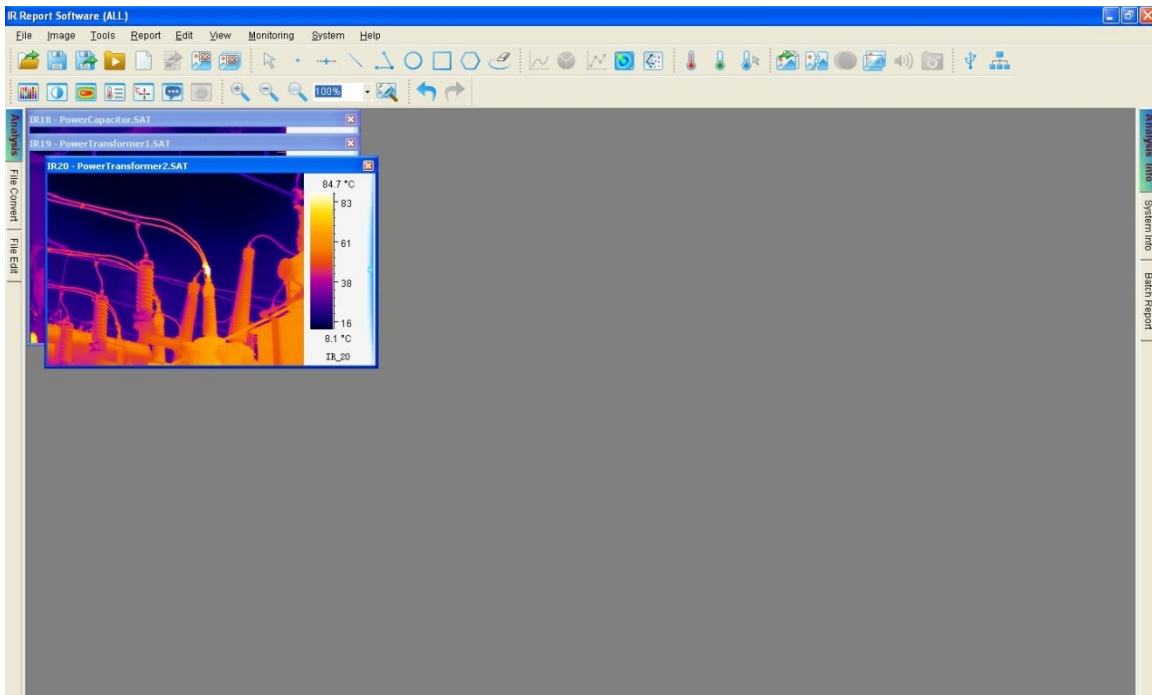 IR Report Software (ALL)
File Image Tools Report Edit View Monitoring System Help
100%
Analysis
File Convert
File Edit
IR18 - PowerCapacitor.SAT
IR19 - PowerTransformer1.SAT
IR20 - PowerTransformer2.SAT
84.7 °C
83
61
38
16
8.1 °C
IR_20
Analysis Info
System Info
Batch Report